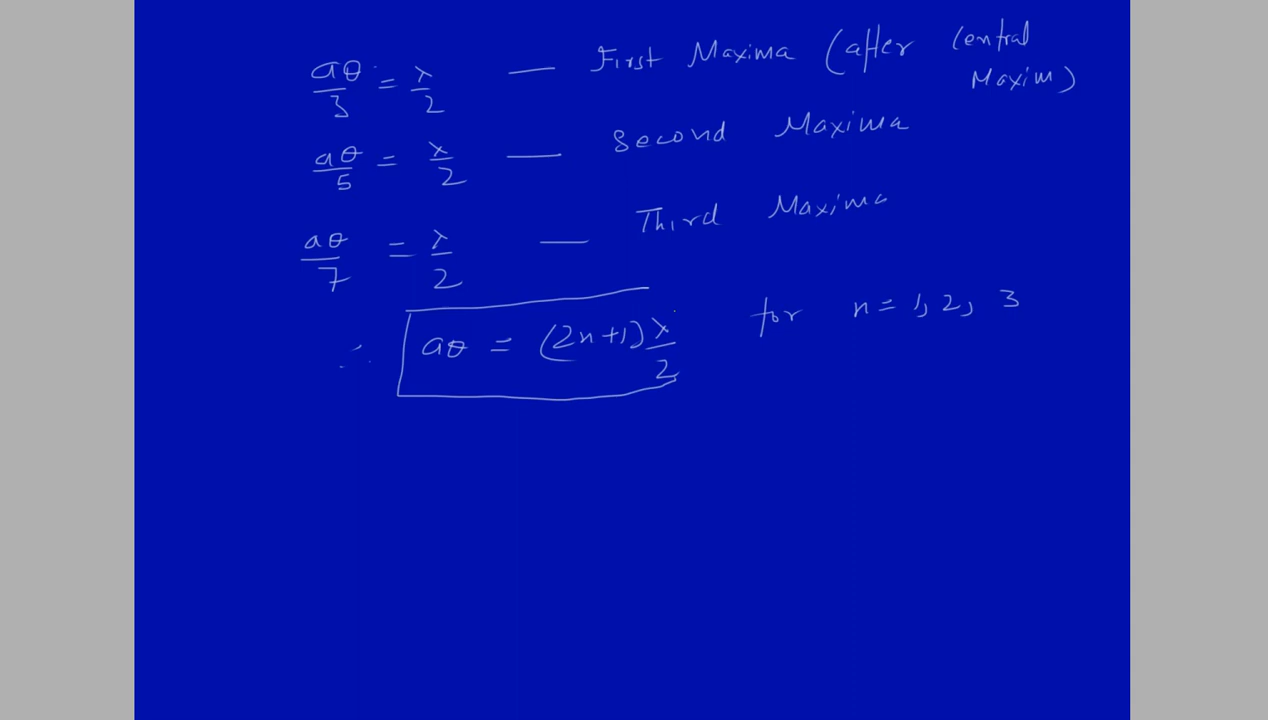 aθ/3 = λ/2 — First Maxima (after Central Maxim)
aθ/5 = λ/2 — Second Maxima
aθ/7 = λ/2 — Third Maxima
∴ aθ = (2n+1) λ/2 for n = 1, 2, 3